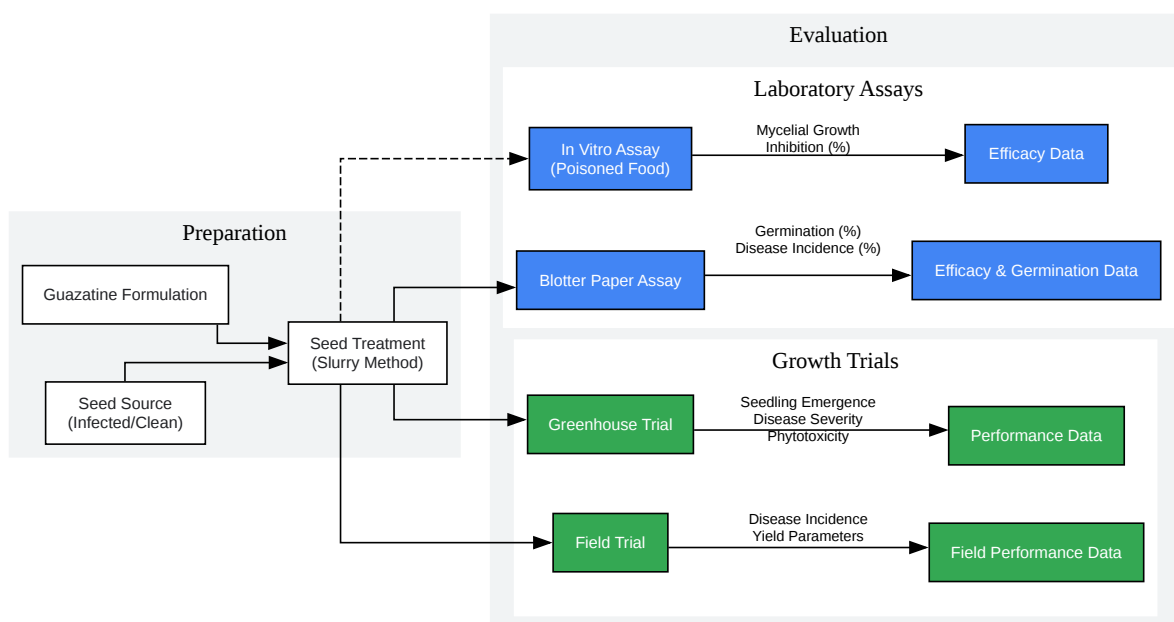 Evaluation
Laboratory Assays
In Vitro Assay
(Poisoned Food)
Mycelial Growth
Inhibition (%)
Efficacy Data
Blotter Paper Assay
Germination (%)
Disease Incidence (%)
Efficacy & Germination Data
Preparation
Guazatine Formulation
Seed Treatment
(Slurry Method)
Seed Source
(Infected/Clean)
Growth Trials
Greenhouse Trial
Seedling Emergence
Disease Severity
Phytotoxicity
Performance Data
Field Trial
Disease Incidence
Yield Parameters
Field Performance Data